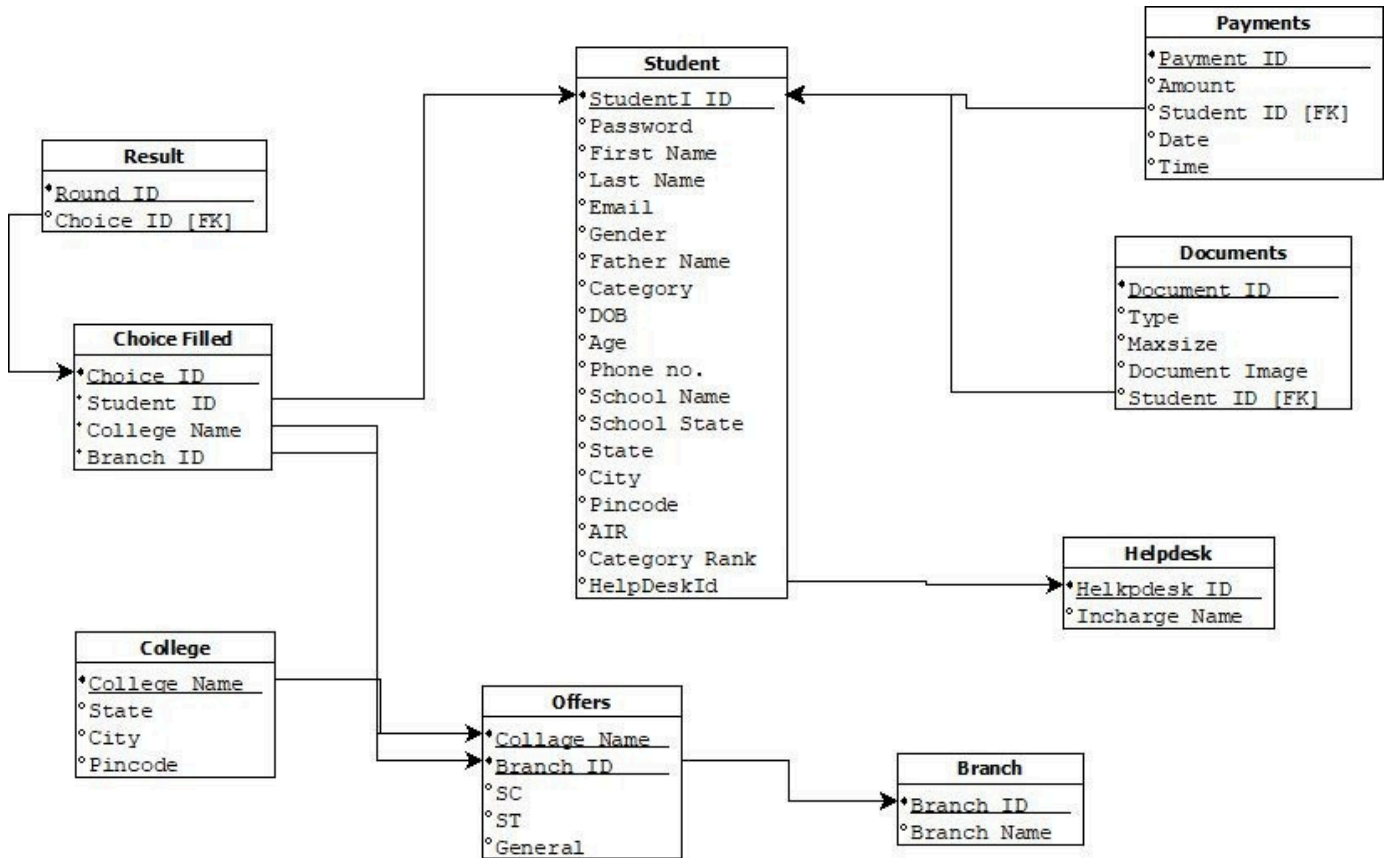 Payments
Payment ID
Amount
Student ID [FK]
Date
Time
Student
StudentI ID
Password
First Name
Last Name
Email
Gender
Father Name
Category
DOB
Age
Phone no.
School Name
School State
State
City
Pincode
AIR
Category Rank
HelpDeskId
Result
Round ID
Choice ID [FK]
Documents
Document ID
Type
Maxsize
Document Image
Student ID [FK]
Choice Filled
Choice ID
Student ID
College Name
Branch ID
Helpdesk
Helkpdesk ID
Incharge Name
College
College Name
State
City
Pincode
Offers
Collage Name
Branch ID
SC
ST
General
Branch
Branch ID
Branch Name